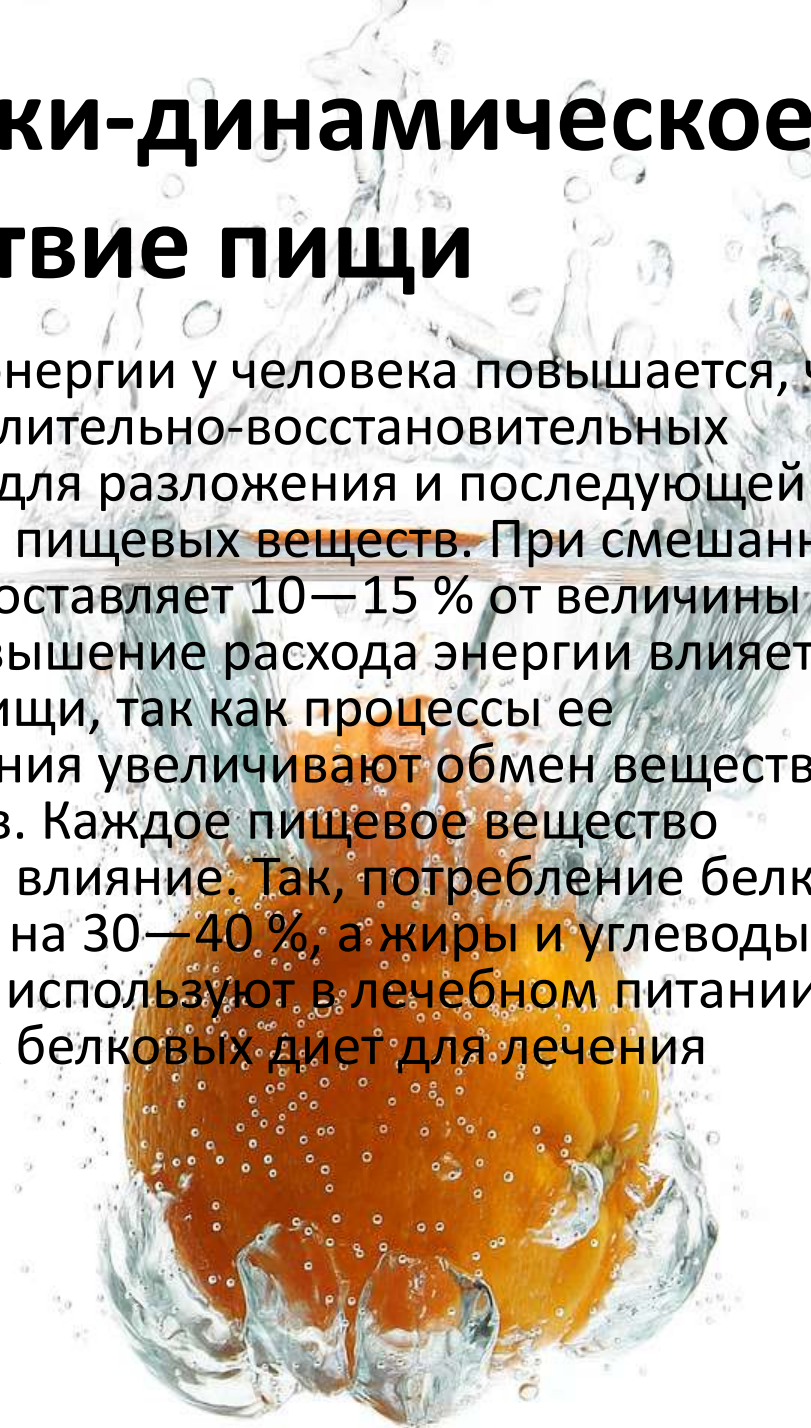 ки-динамическое
твие пищи
энергии у человека повышается, ч
лительно-восстановительных
для разложения и последующей
пищевых веществ. При смешанн
оставляет 10—15 % от величины
вышение расхода энергии влияет
ищи, так как процессы ее
ния увеличивают обмен веществ
в. Каждое пищевое вещество
влияние. Так, потребление белк
на 30—40 %, а жиры и углеводы
используют в лечебном питании
белковых диет для лечения